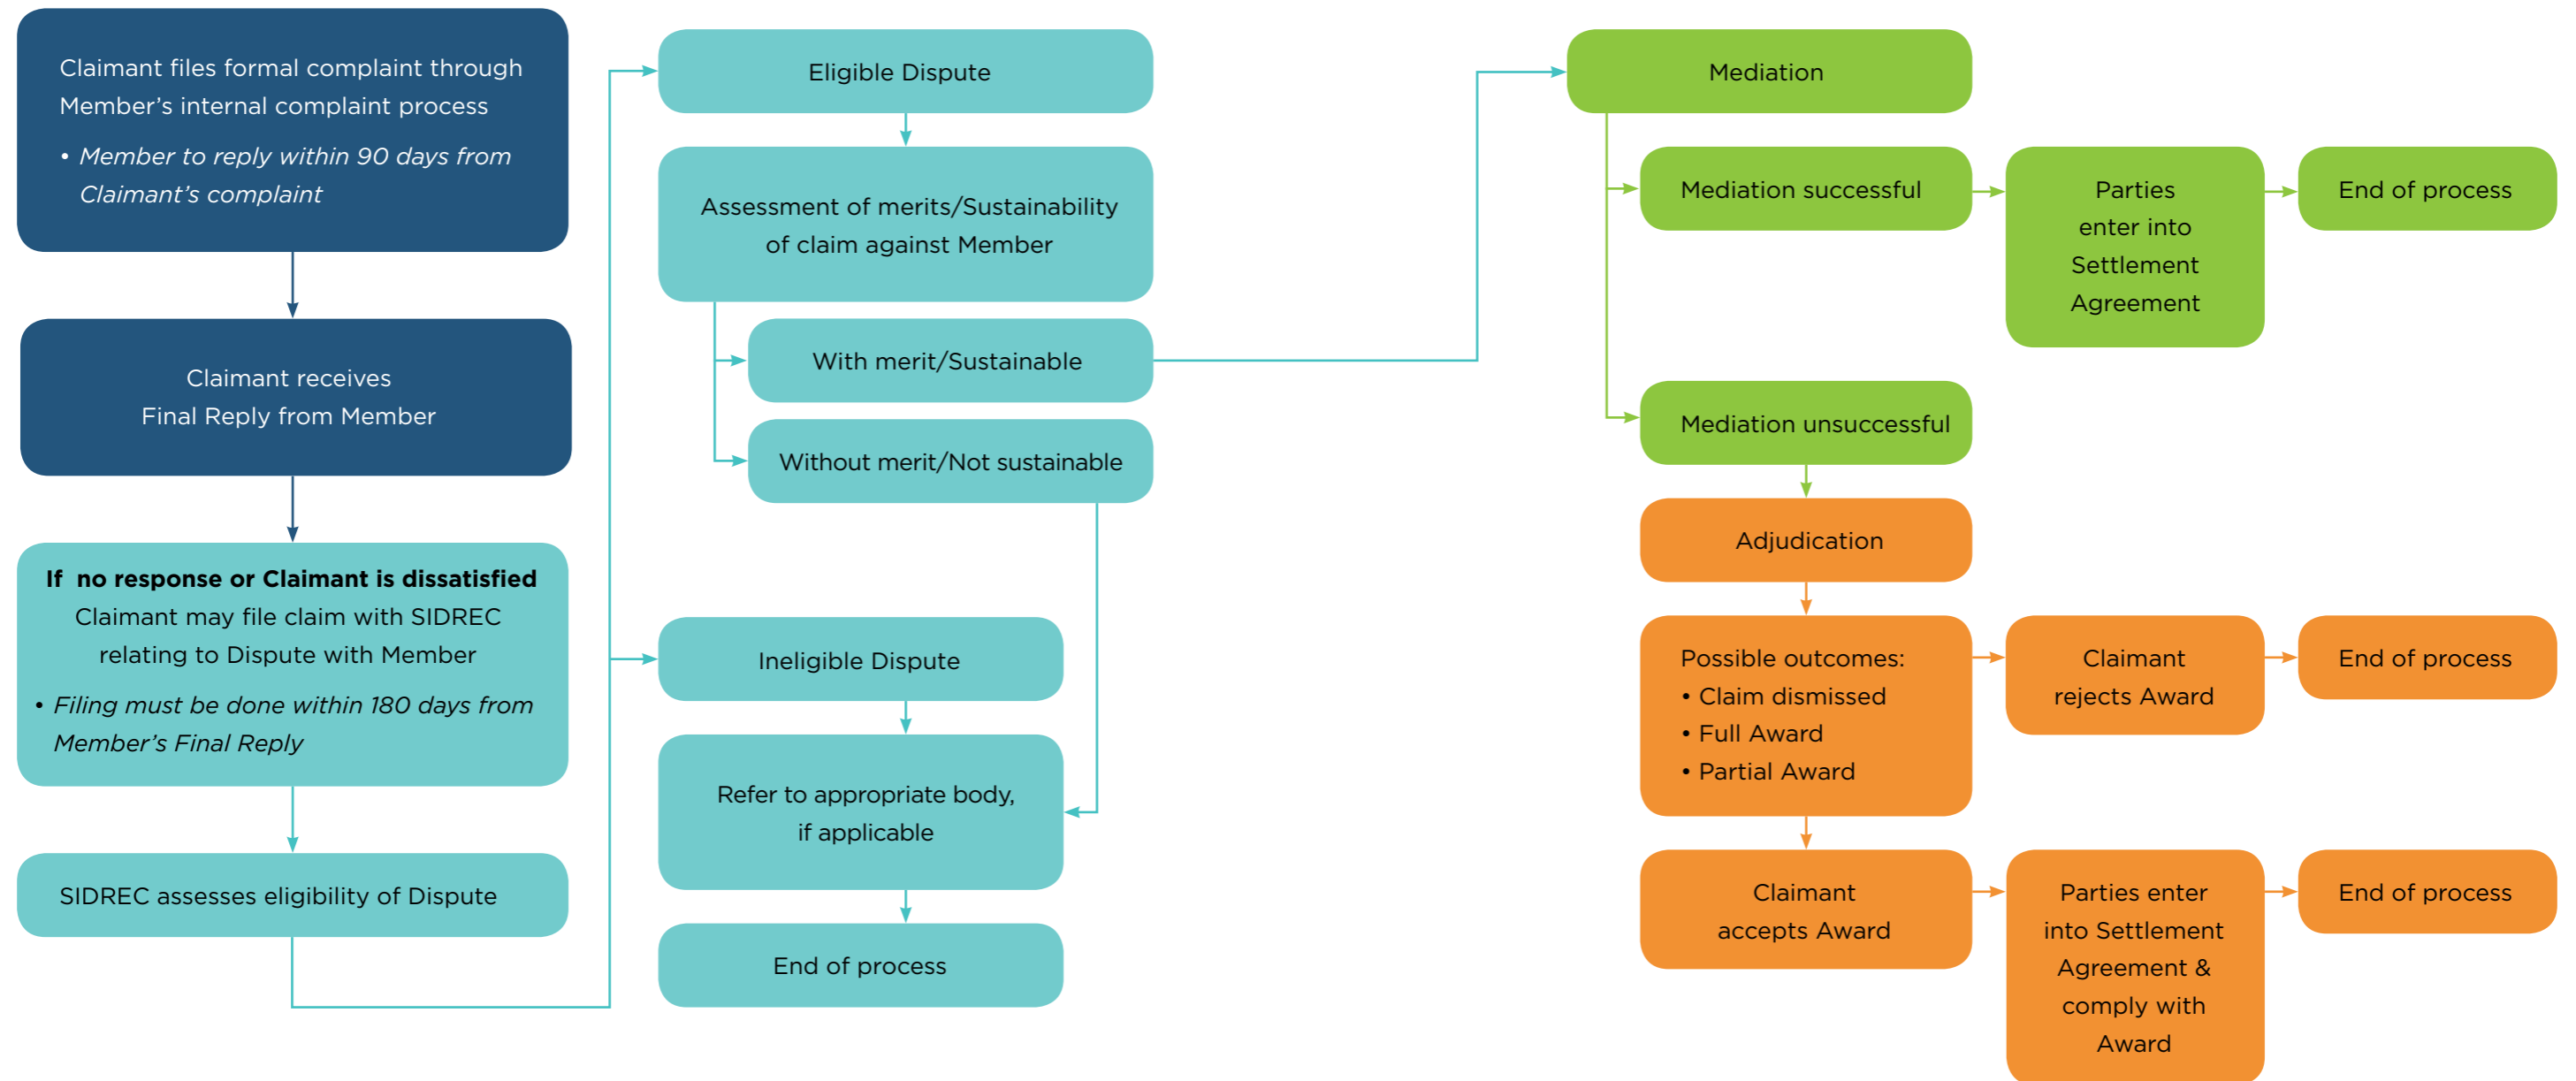 Claimant files formal complaint through
Member’s internal complaint process
• Member to reply within 90 days from
Claimant’s complaint
Claimant receives
Final Reply from Member
If no response or Claimant is dissatisfied
Claimant may file claim with SIDREC
relating to Dispute with Member
• Filing must be done within 180 days from
Member’s Final Reply
SIDREC assesses eligibility of Dispute
Eligible Dispute
Assessment of merits/Sustainability
of claim against Member
With merit/Sustainable
Without merit/Not sustainable
Ineligible Dispute
Refer to appropriate body,
if applicable
End of process
Mediation
Mediation successful
Parties
enter into
Settlement
Agreement
End of process
Mediation unsuccessful
Adjudication
Possible outcomes:
• Claim dismissed
• Full Award
• Partial Award
Claimant
rejects Award
End of process
Claimant
accepts Award
Parties enter
into Settlement
Agreement &
comply with
Award
End of process